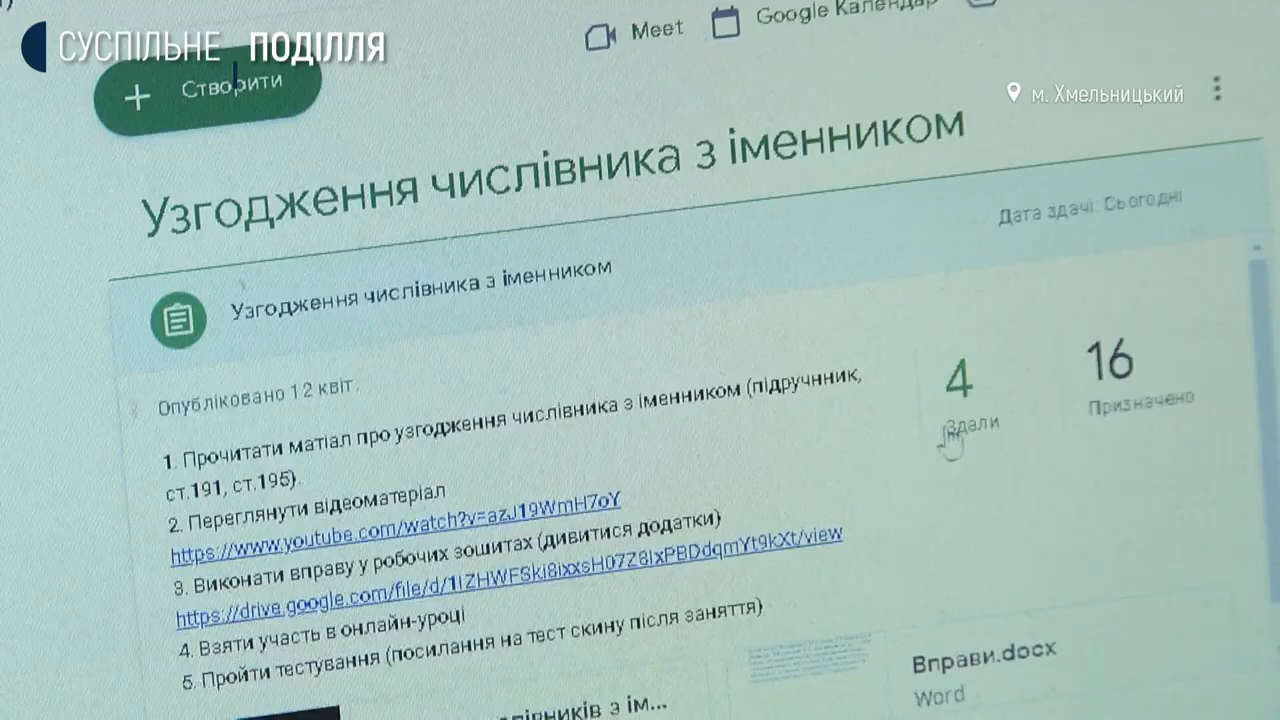 СУСПІЛЬНЕ ПОДІЛЛЯ
Meet
Google Календар
Створити
м. Хмельницький
Узгодження числівника з іменником
Дата здачі: Сьогодні
Узгодження числівника з іменником
Опубліковано 12 квіт.
4
Здали
16
Призначено
1. Прочитати матіал про узгодження числівника з іменником (підручнник,
ст.191, ст.195)
2. Переглянути відеоматеріал
https://www.youtube.com/watch?v=azJ19WmH7oY
3. Виконати вправу у робочих зошитах (дивитися додатки)
https://drive.google.com/file/d/1IZHWFSki8ixxsH07Z8IxPBDdqmYt9kXt/view
4. Взяти участь в онлайн-уроці
5. Пройти тестування (посилання на тест скину після заняття)
Вправи.docx
Word
з ім...